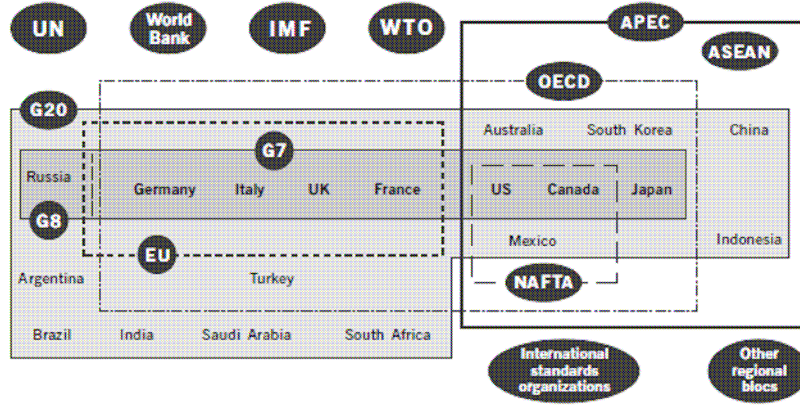 UN
World
Bank
IMF
WTO
APEC
ASEAN
OECD
G20
G7
Australia South Korea China
Russia
Germany Italy UK France US Canada Japan
G8
Mexico
Indonesia
EU
Argentina Turkey
NAFTA
Brazil India Saudi Arabia South Africa
International
standards
organizations
Other
regional
blocs